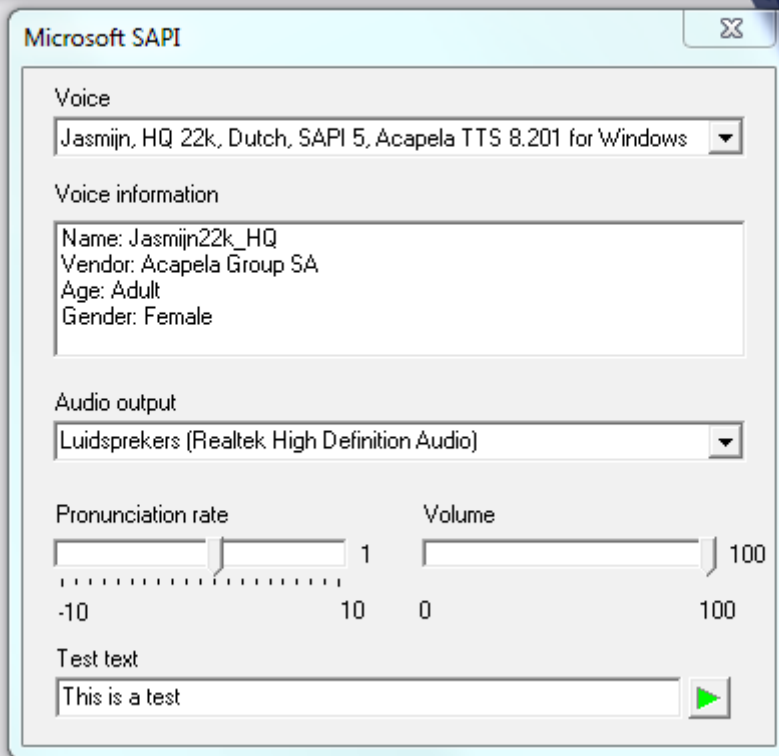 Microsoft SAPI
Voice
Jasmijn, HQ 22k, Dutch, SAPI 5, Acapela TTS 8.201 for Windows
Voice information
Name: Jasmijn22k_HQ
Vendor: Acapela Group SA
Age: Adult
Gender: Female
Audio output
Luidsprekers (Realtek High Definition Audio)
Pronunciation rate Volume
1 100
-10 10 0 100
Test text
This is a test